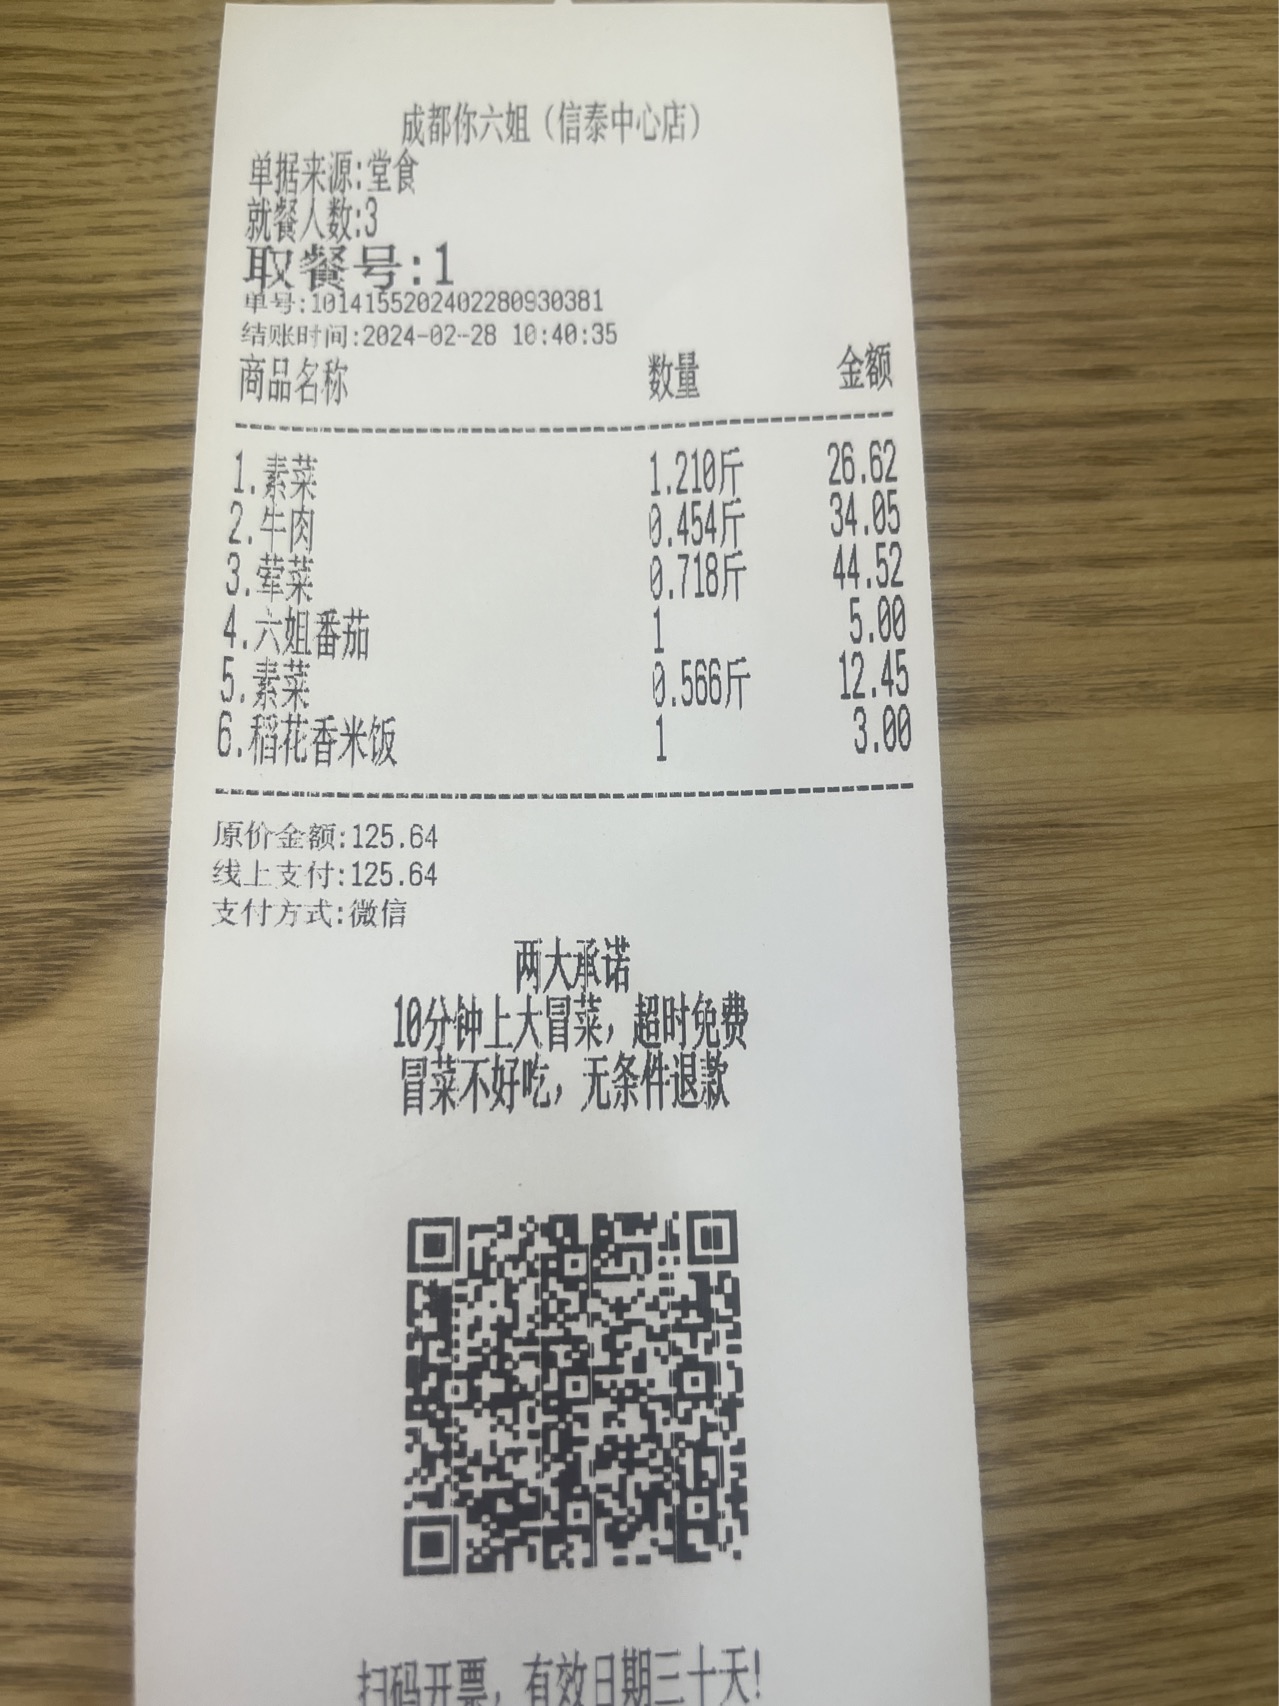 成都你六姐（信泰中心店）
单据来源:堂食
就餐人数:3
取餐号:1
单号:1014155202402280930381
结账时间:2024-02-28 10:40:35
商品名称 数量 金额
1.素菜 1.210斤 26.62
2.牛肉 0.454斤 34.05
3.荤菜 0.718斤 44.52
4.六姐番茄 1 5.00
5.素菜 0.566斤 12.45
6.稻花香米饭 1 3.00
原价金额:125.64
线上支付:125.64
支付方式:微信
两大承诺
10分钟上大冒菜，超时免费
冒菜不好吃，无条件退款
扫码开票，有效日期三十天!